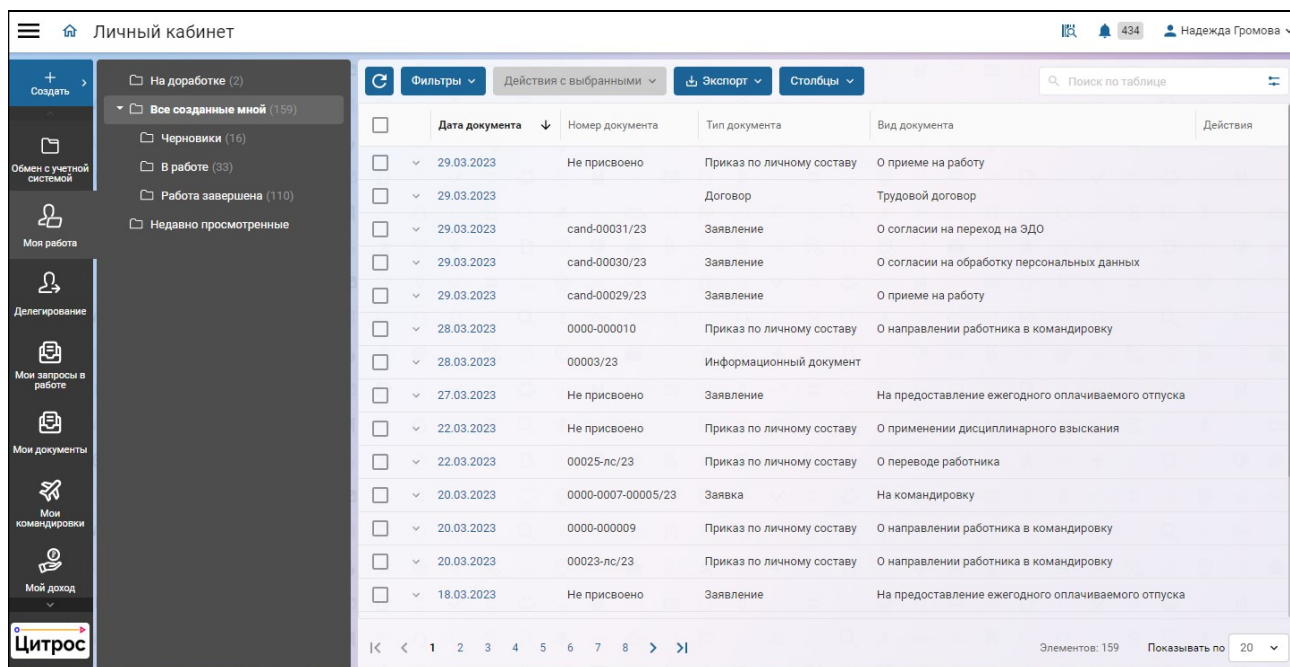 Личный кабинет
434
Надежда Громова
Создать
Обмен с учетной
системой
Моя работа
Делегирование
Мои запросы в
работе
Мои документы
Мои
командировки
Мой доход
Цитрос
На доработке (2)
Все созданные мной (159)
Черновики (16)
В работе (33)
Работа завершена (110)
Недавно просмотренные
Фильтры Действия с выбранными Экспорт Столбцы Поиск по таблице
Дата документа Номер документа Тип документа Вид документа Действия
29.03.2023 Не присвоено Приказ по личному составу О приеме на работу
29.03.2023 Договор Трудовой договор
29.03.2023 cand-00031/23 Заявление О согласии на переход на ЭДО
29.03.2023 cand-00030/23 Заявление О согласии на обработку персональных данных
29.03.2023 cand-00029/23 Заявление О приеме на работу
28.03.2023 0000-000010 Приказ по личному составу О направлении работника в командировку
28.03.2023 00003/23 Информационный документ
27.03.2023 Не присвоено Заявление На предоставление ежегодного оплачиваемого отпуска
22.03.2023 Не присвоено Приказ по личному составу О применении дисциплинарного взыскания
22.03.2023 00025-лс/23 Приказ по личному составу О переводе работника
20.03.2023 0000-0007-00005/23 Заявка На командировку
20.03.2023 0000-000009 Приказ по личному составу О направлении работника в командировку
20.03.2023 00023-лс/23 Приказ по личному составу О направлении работника в командировку
18.03.2023 Не присвоено Заявление На предоставление ежегодного оплачиваемого отпуска
1 2 3 4 5 6 7 8 Элементов: 159 Показывать по 20